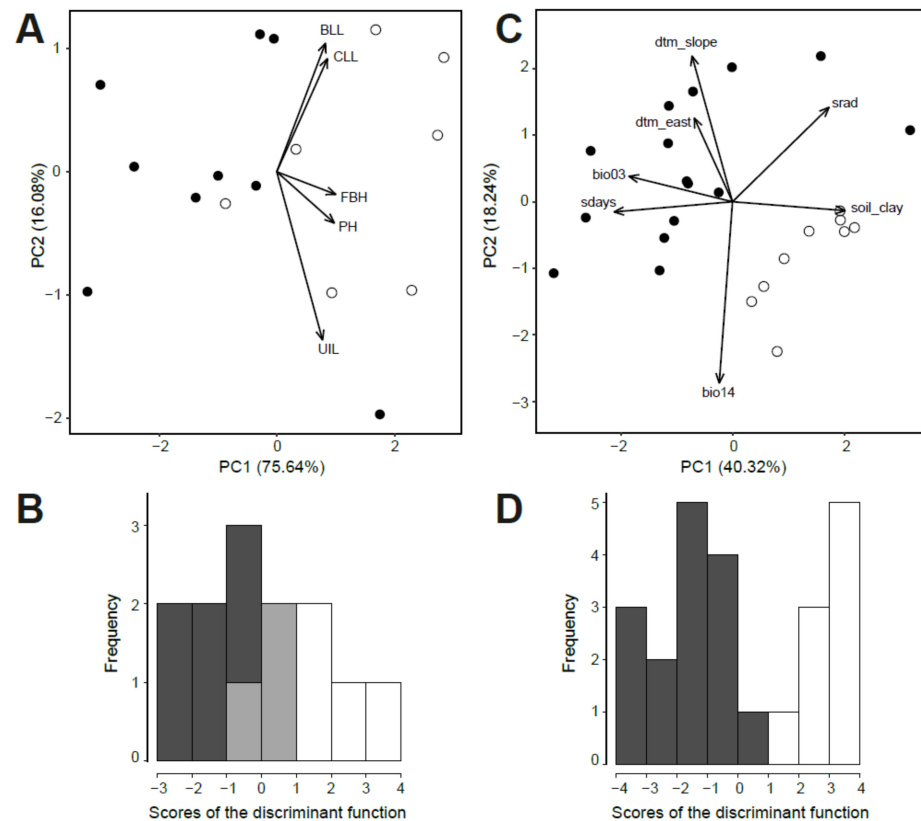 A
BLL
CLL
FBH
PH
UIL
1
0
−1
−2
PC2 (16.08%)
−2
0
2
PC1 (75.64%)
C
dtm_slope
srad
dtm_east
bio03
sdays
soil_clay
bio14
2
1
0
−1
−2
−3
PC2 (18.24%)
−2
0
2
PC1 (40.32%)
B
3
2
1
0
Frequency
−3 −2 −1 0 1 2 3 4
Scores of the discriminant function
D
5
4
3
2
1
0
Frequency
−4 −3 −2 −1 0 1 2 3 4
Scores of the discriminant function